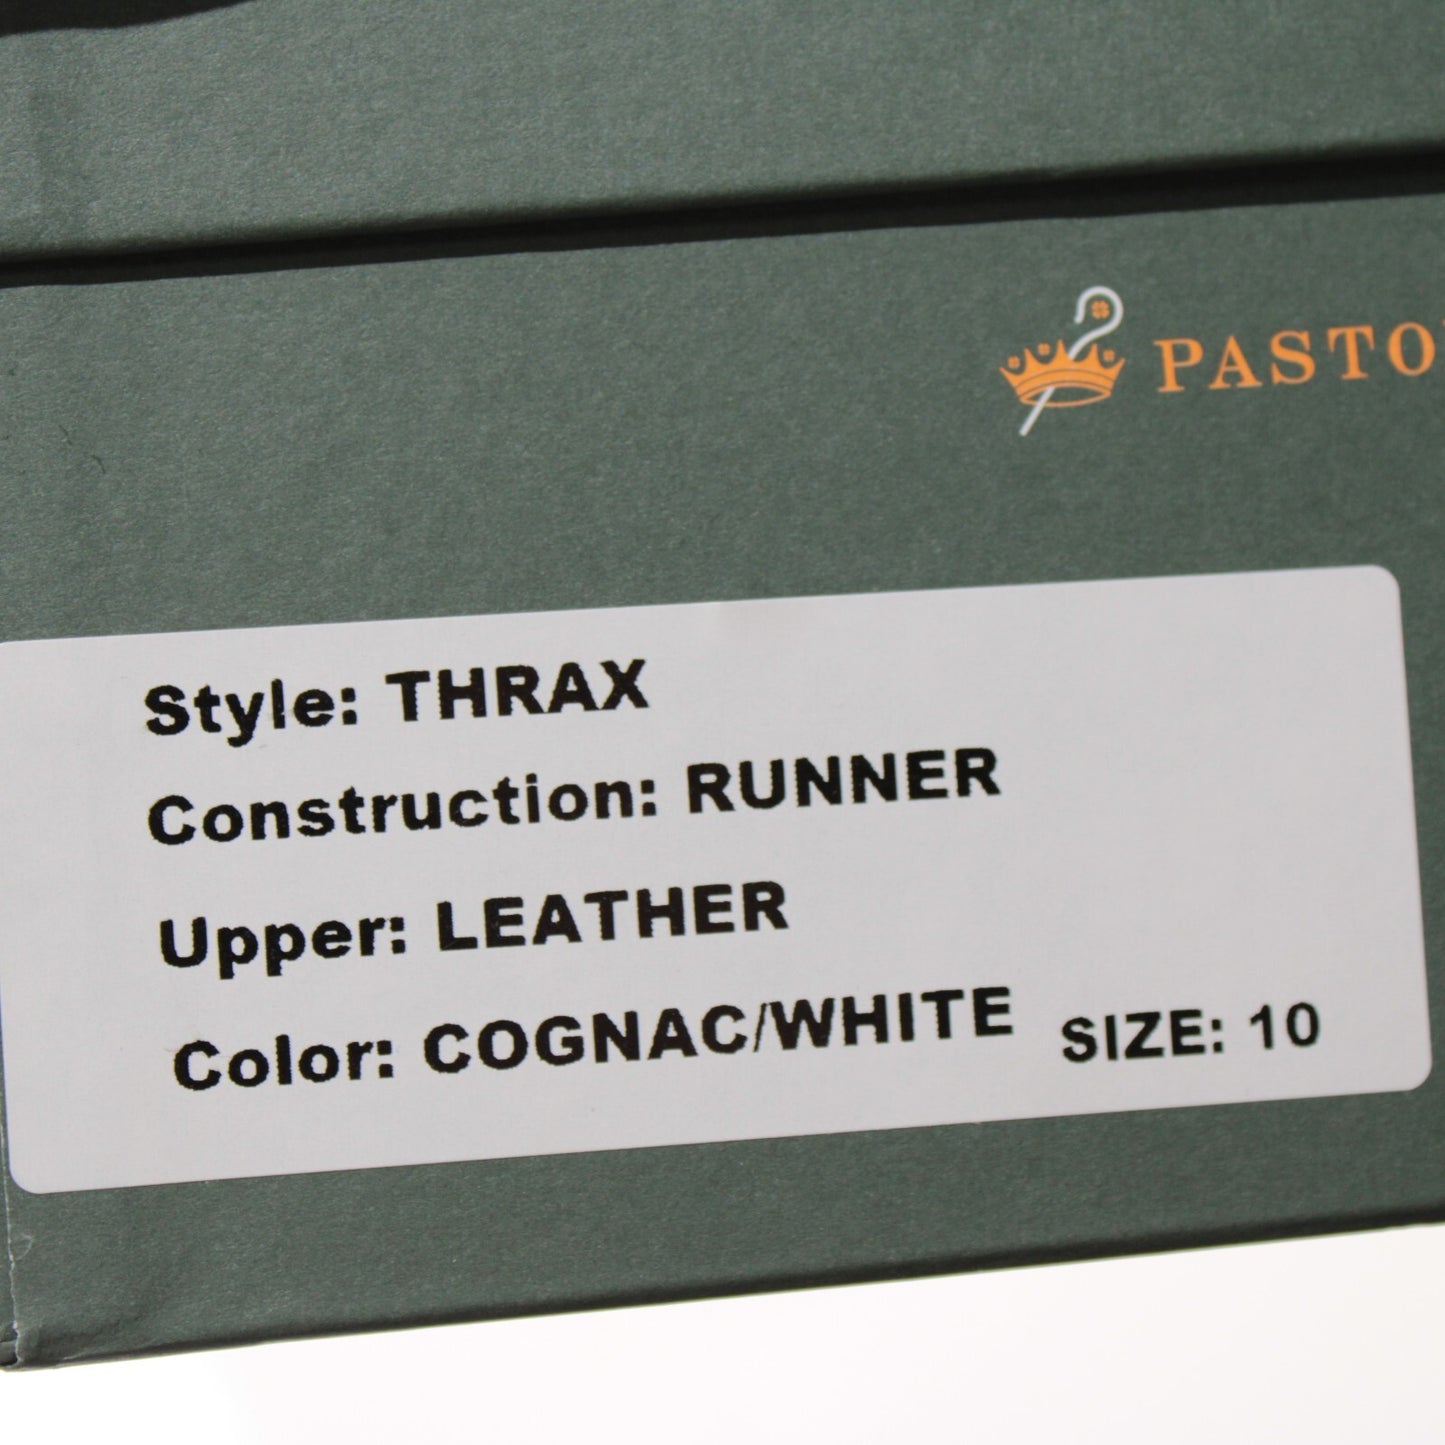 PASTO
Style: THRAX
Construction: RUNNER
Upper: LEATHER
Color: COGNAC/WHITE SIZE: 10